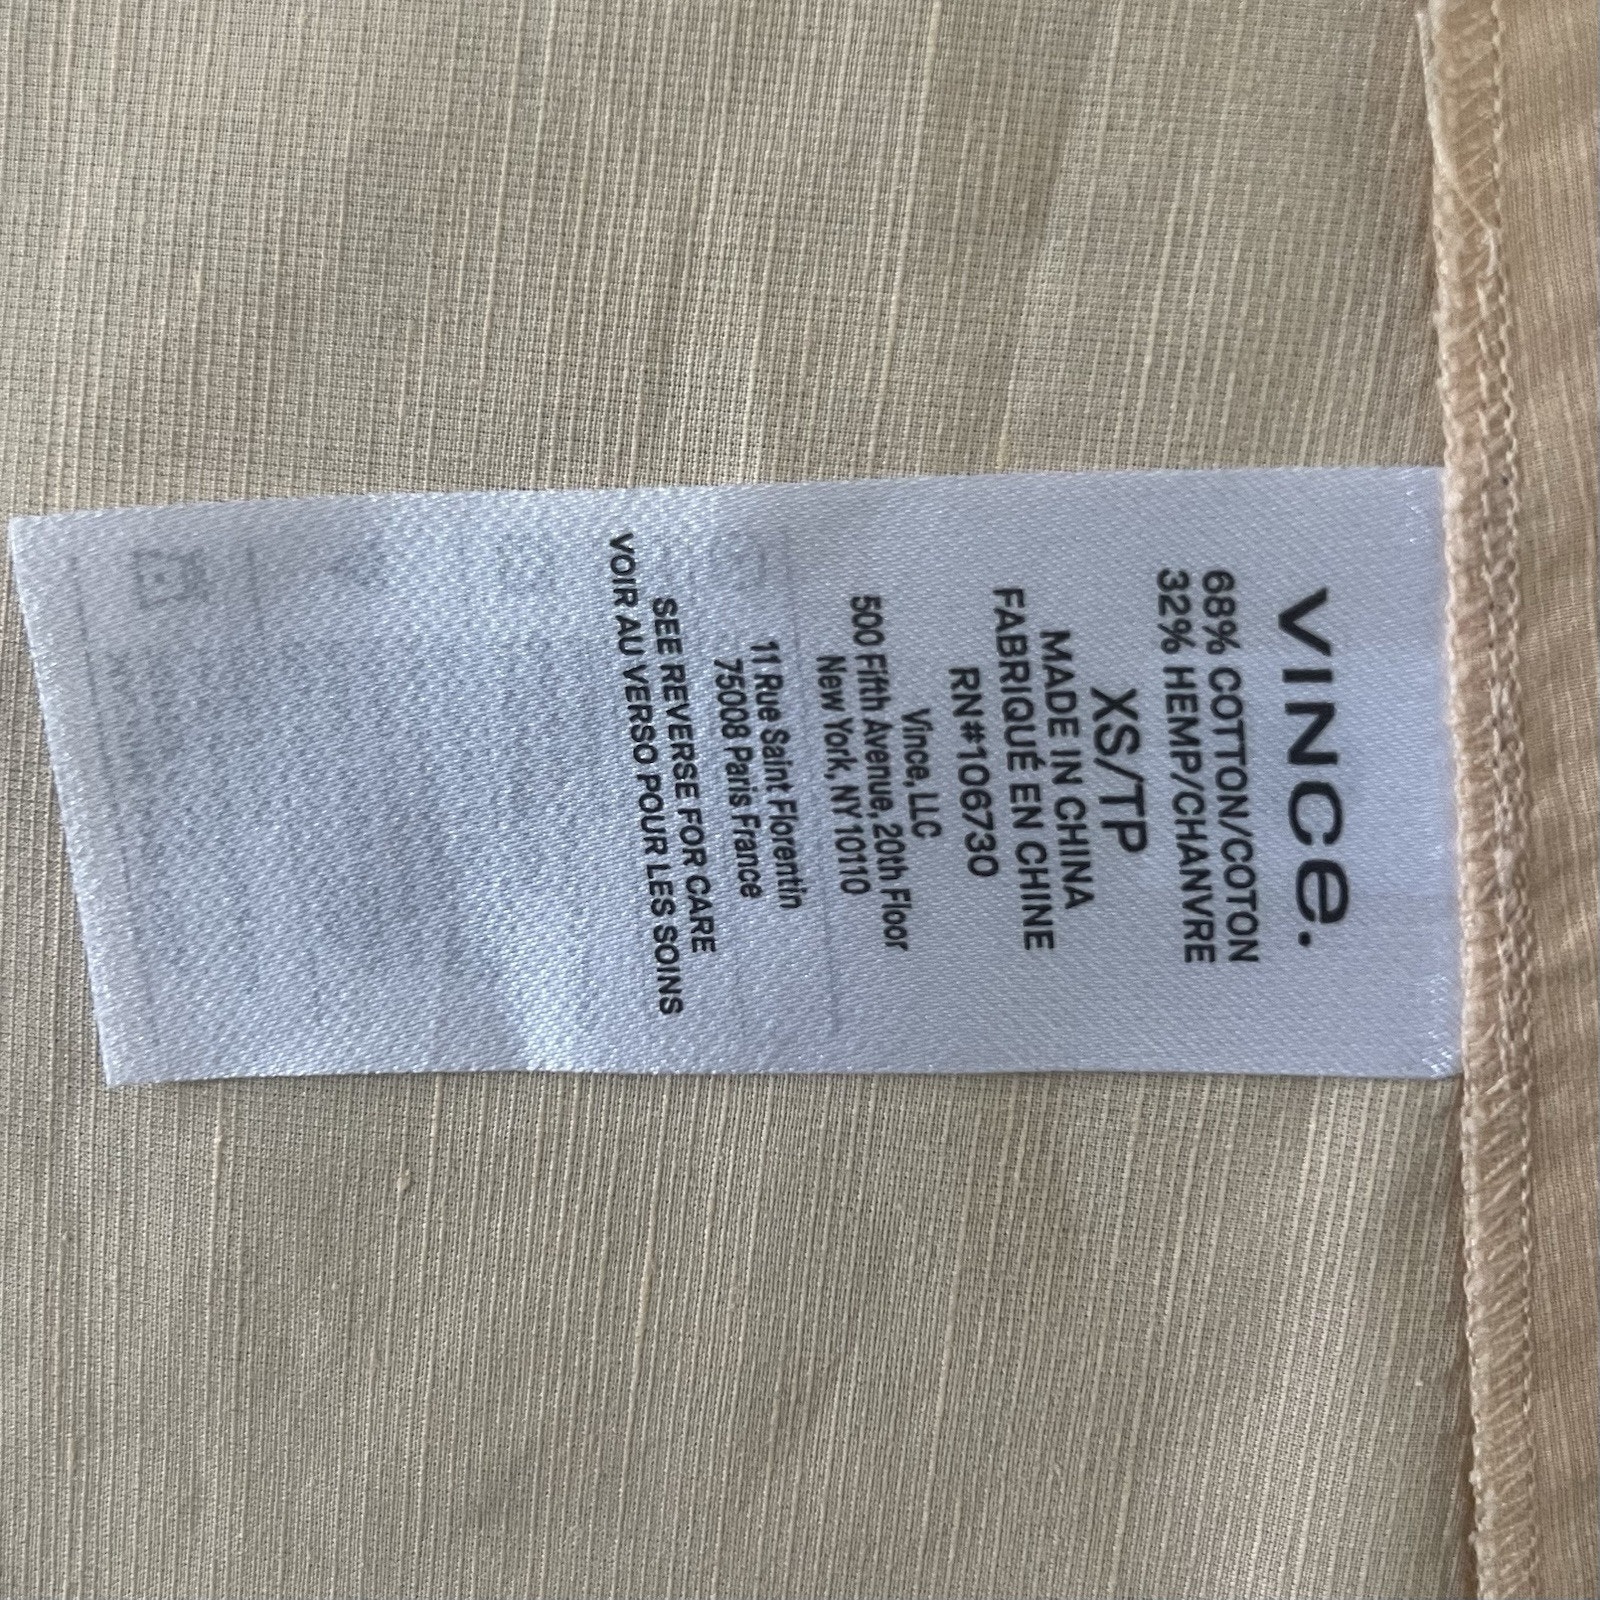 VINCE.
68% COTTON/COTON
32% HEMP/CHANVRE
XS/TP
MADE IN CHINA
FABRIQUÉ EN CHINE
RN#106730
Vince, LLC
500 Fifth Avenue, 20th Floor
New York, NY 10110
11 Rue Saint Florentin
75008 Paris France
SEE REVERSE FOR CARE
VOIR AU VERSO POUR LES SOINS